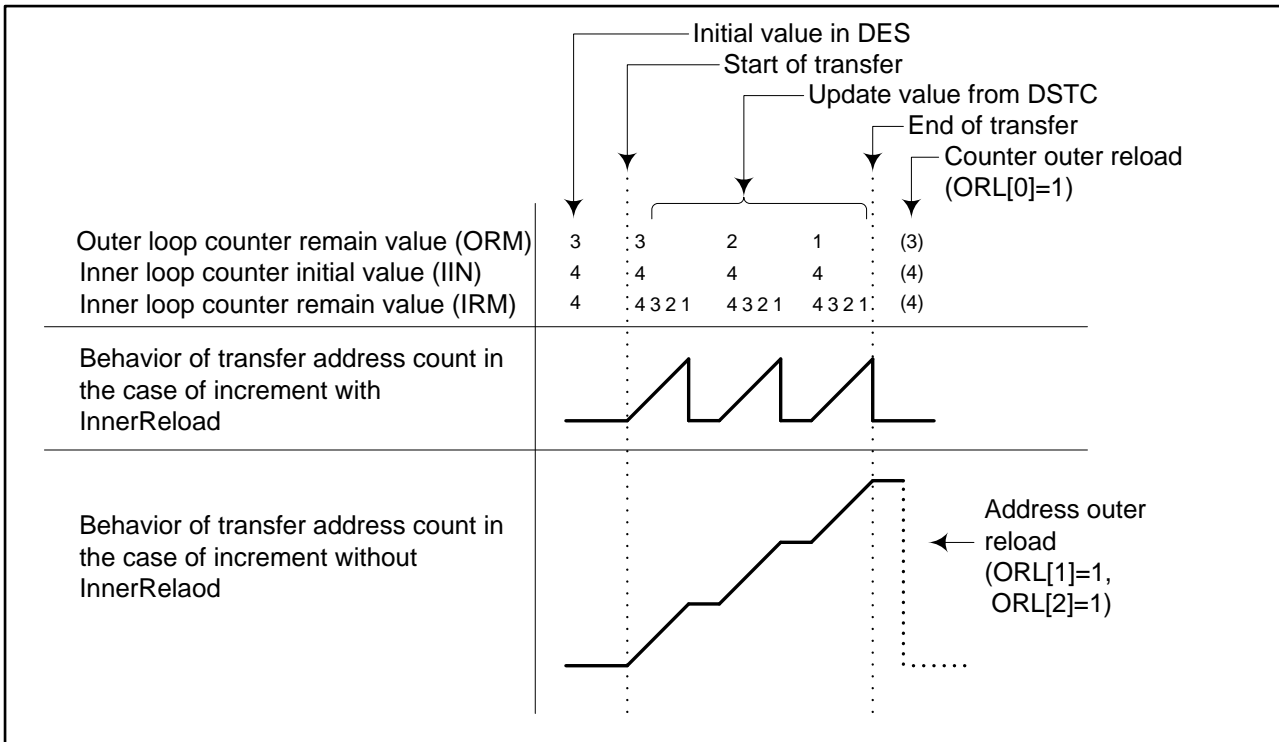 Initial value in DES
Start of transfer
Update value from DSTC
End of transfer
Counter outer reload
(ORL[0]=1)
Outer loop counter remain value (ORM) 3 3 2 1 (3)
Inner loop counter initial value (IIN) 4 4 4 4 (4)
Inner loop counter remain value (IRM) 4 4 3 2 1 4 3 2 1 4 3 2 1 (4)
Behavior of transfer address count in
the case of increment with
InnerReload
Behavior of transfer address count in
the case of increment without
InnerRelaod
Address outer
reload
(ORL[1]=1,
ORL[2]=1)